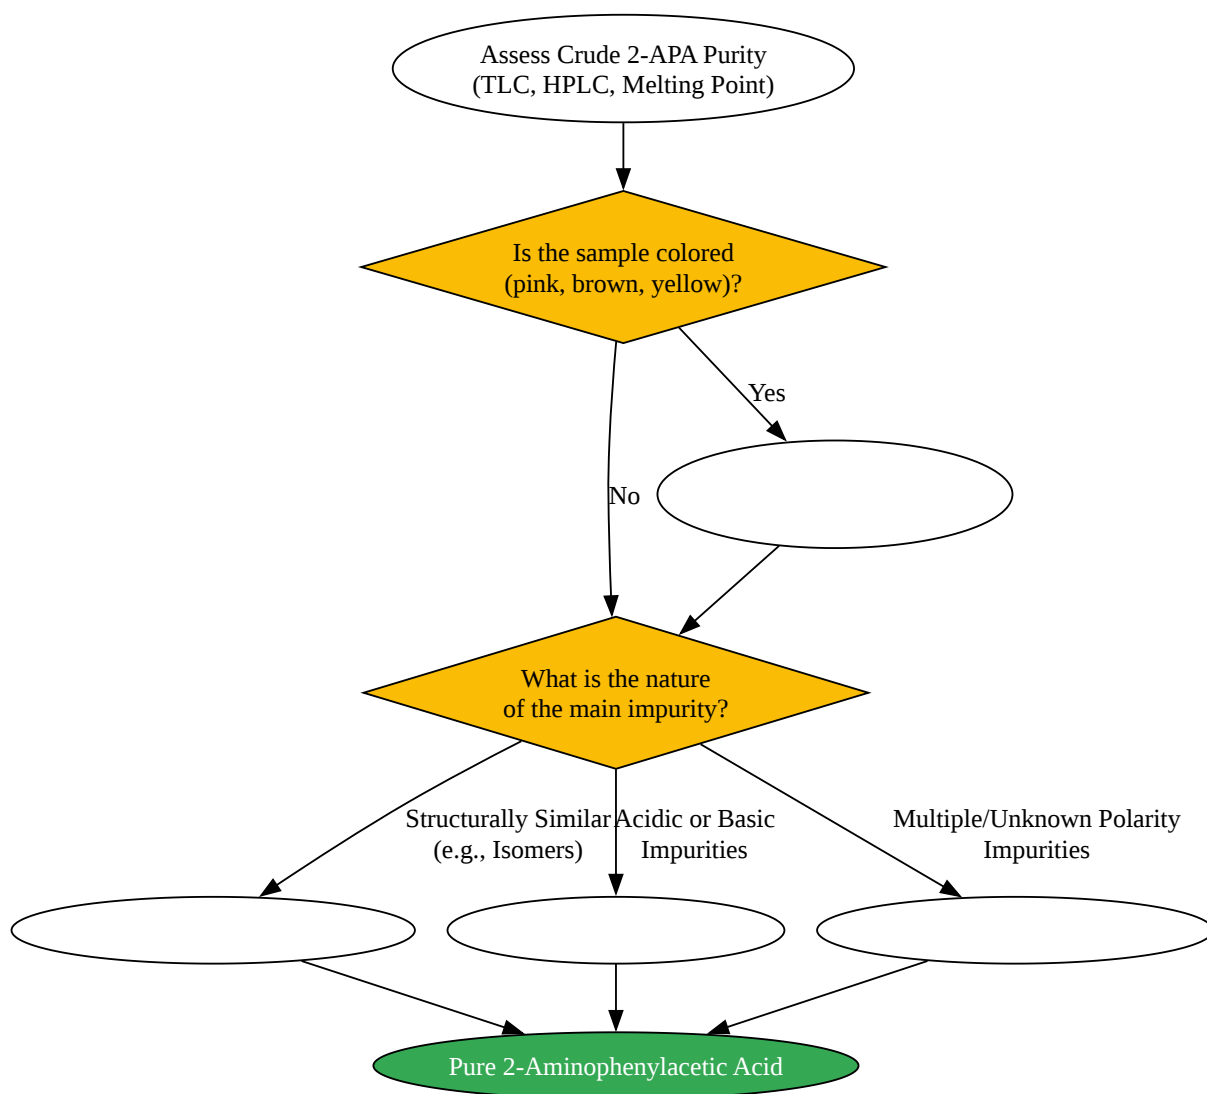 Assess Crude 2-APA Purity
(TLC, HPLC, Melting Point)
Is the sample colored
(pink, brown, yellow)?
Yes
No
What is the nature
of the main impurity?
Structurally Similar
(e.g., Isomers)
Acidic or Basic
Impurities
Multiple/Unknown Polarity
Impurities
Pure 2-Aminophenylacetic Acid